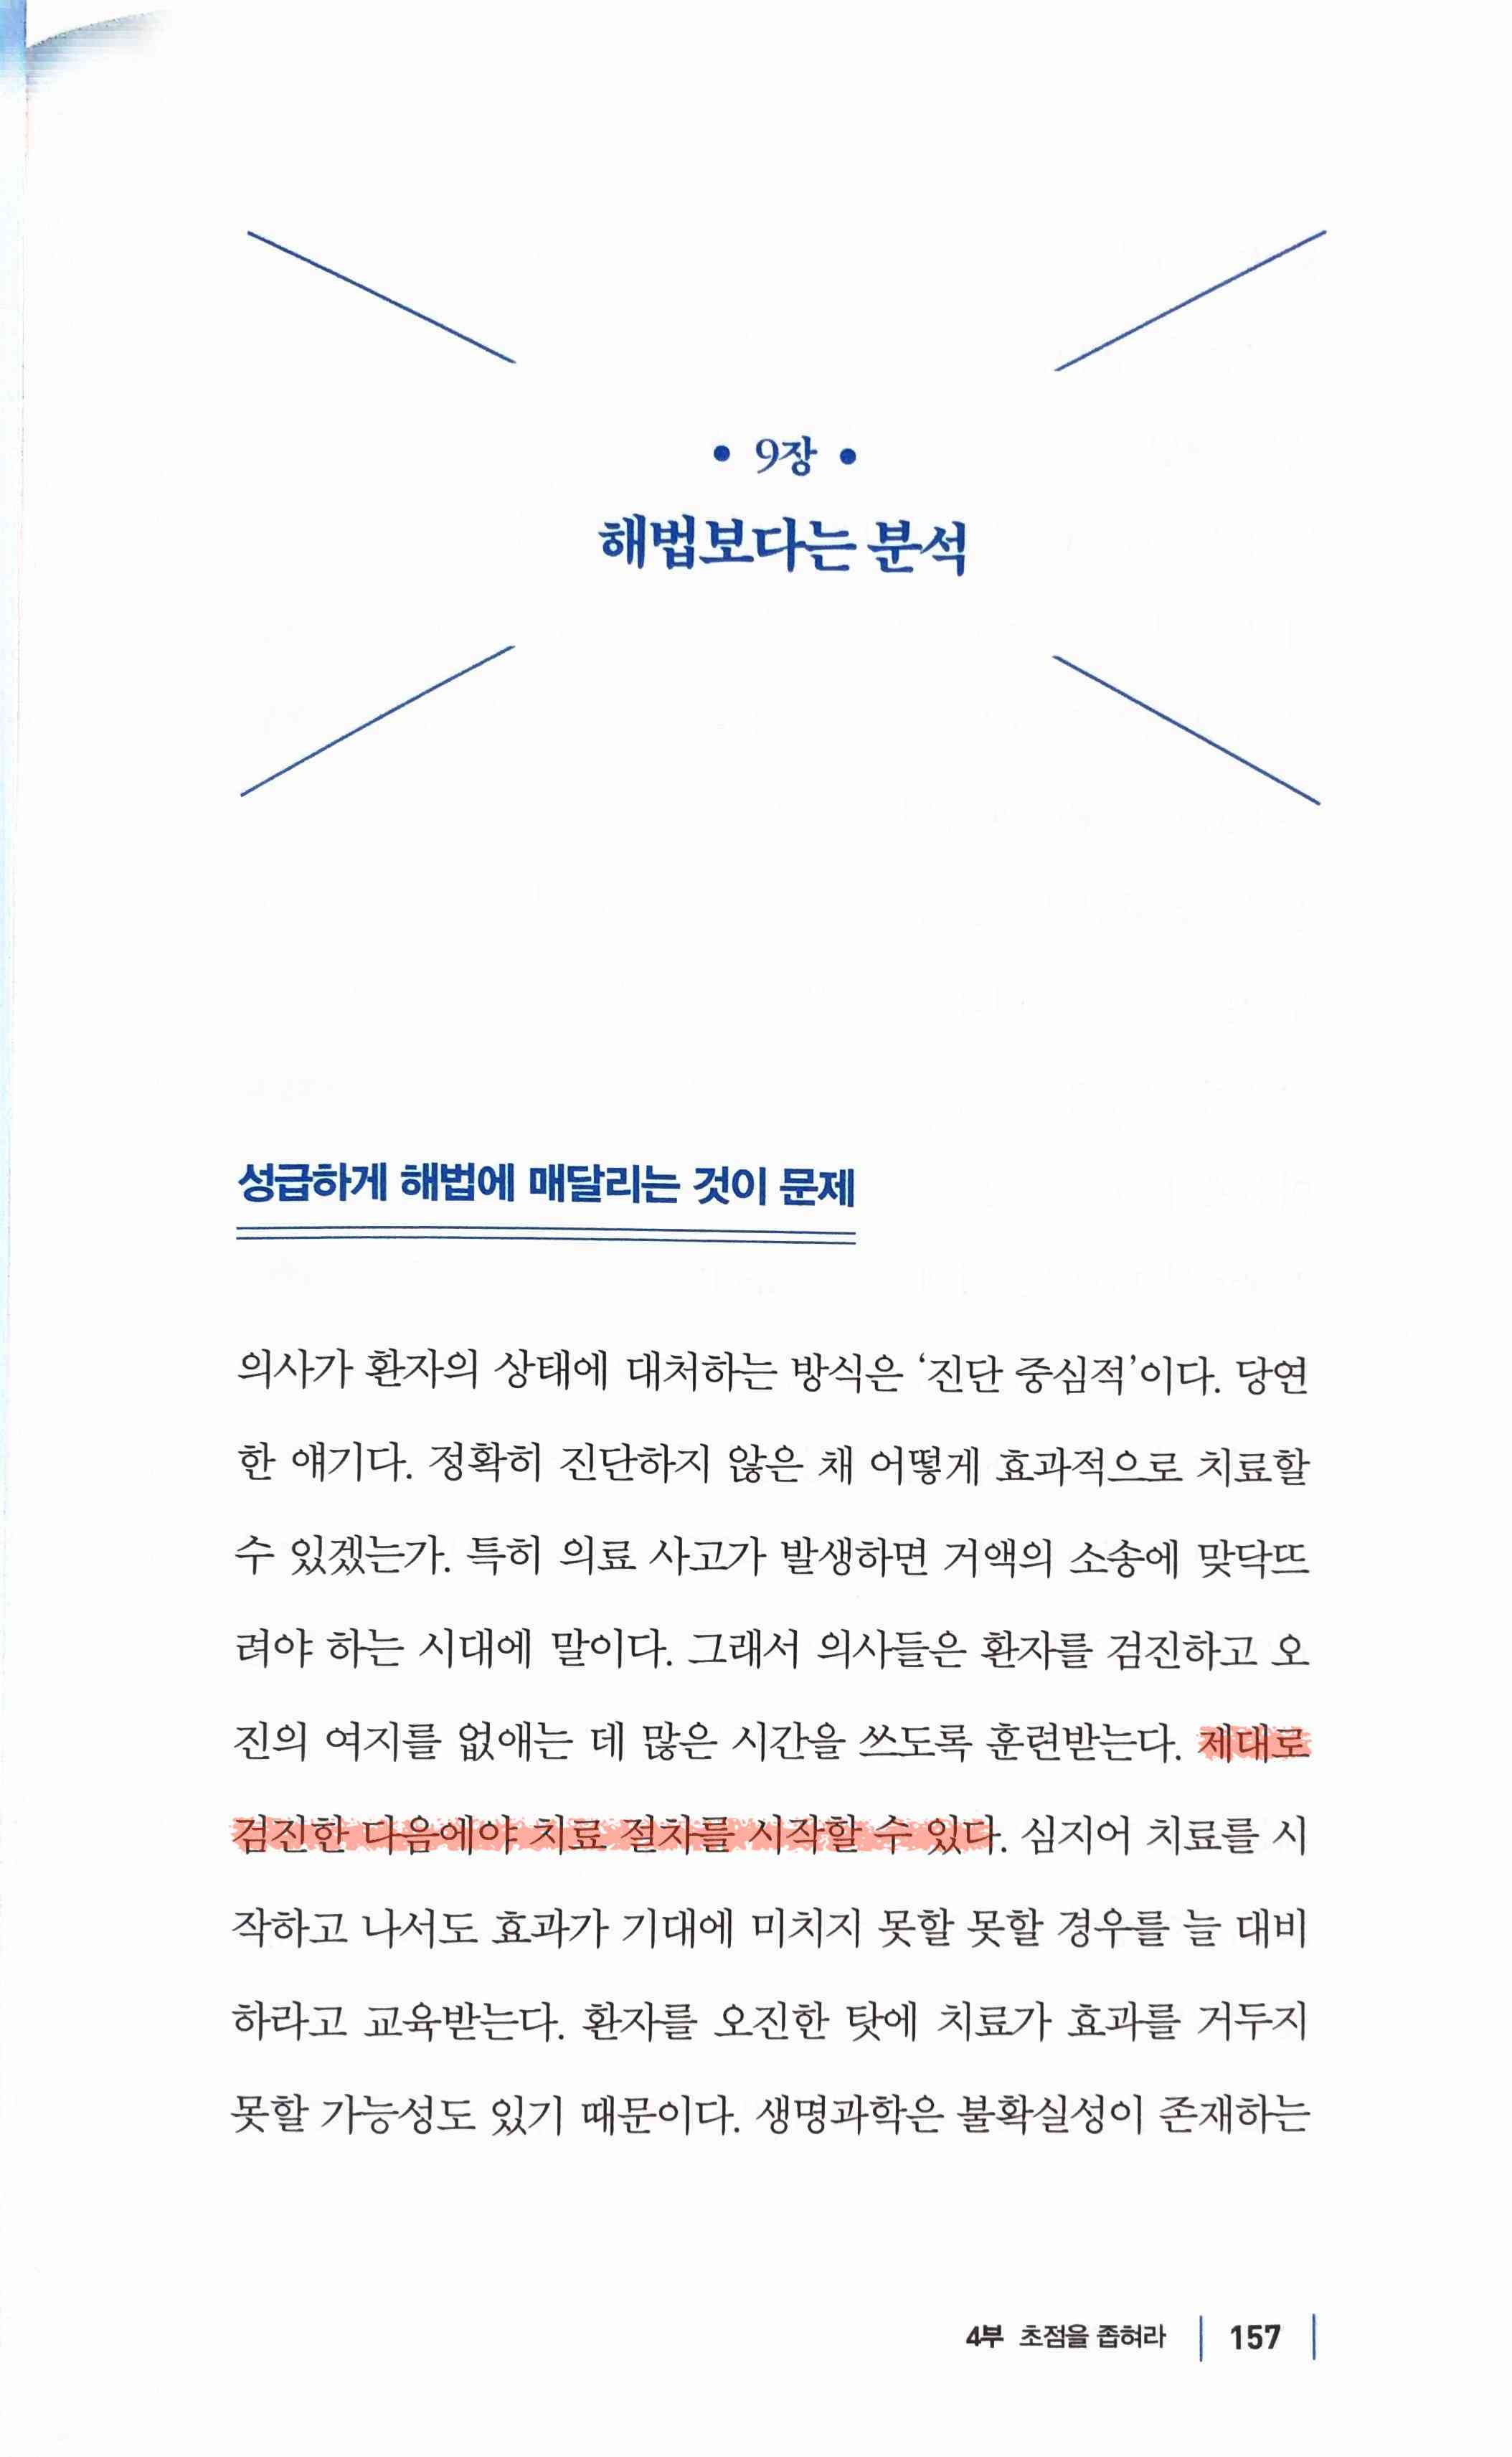 • 9장 •
해법보다는 분석
성급하게 해법에 매달리는 것이 문제
의사가 환자의 상태에 대처하는 방식은 ‘진단 중심적’이다. 당연
한 얘기다. 정확히 진단하지 않은 채 어떻게 효과적으로 치료할
수 있겠는가. 특히 의료 사고가 발생하면 거액의 소송에 맞닥뜨
려야 하는 시대에 말이다. 그래서 의사들은 환자를 검진하고 오
진의 여지를 없애는 데 많은 시간을 쓰도록 훈련받는다. 제대로
검진한 다음에야 치료 절차를 시작할 수 있다. 심지어 치료를 시
작하고 나서도 효과가 기대에 미치지 못할 못할 경우를 늘 대비
하라고 교육받는다. 환자를 오진한 탓에 치료가 효과를 거두지
못할 가능성도 있기 때문이다. 생명과학은 불확실성이 존재하는
4부 초점을 좁혀라 | 157 |